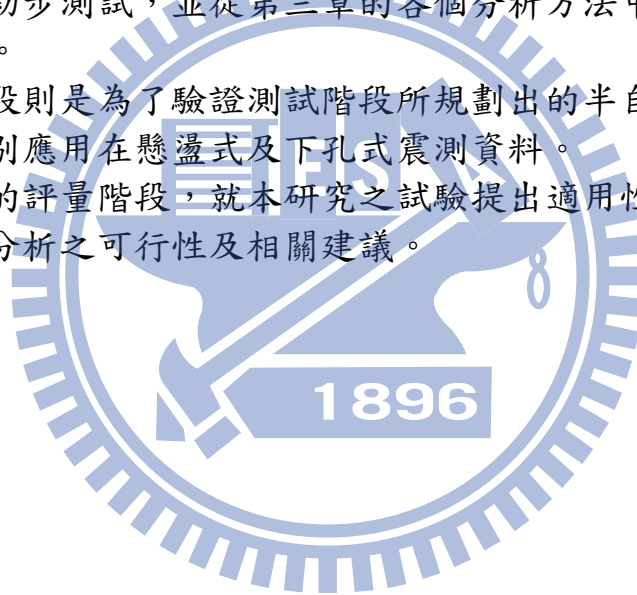 初步測試，並從第三章的各個分析方法中
。
段則是為了驗證測試階段所規劃出的半自
別應用在懸盪式及下孔式震測資料。
的評量階段，就本研究之試驗提出適用性
分析之可行性及相關建議。
ES
A
8
1896